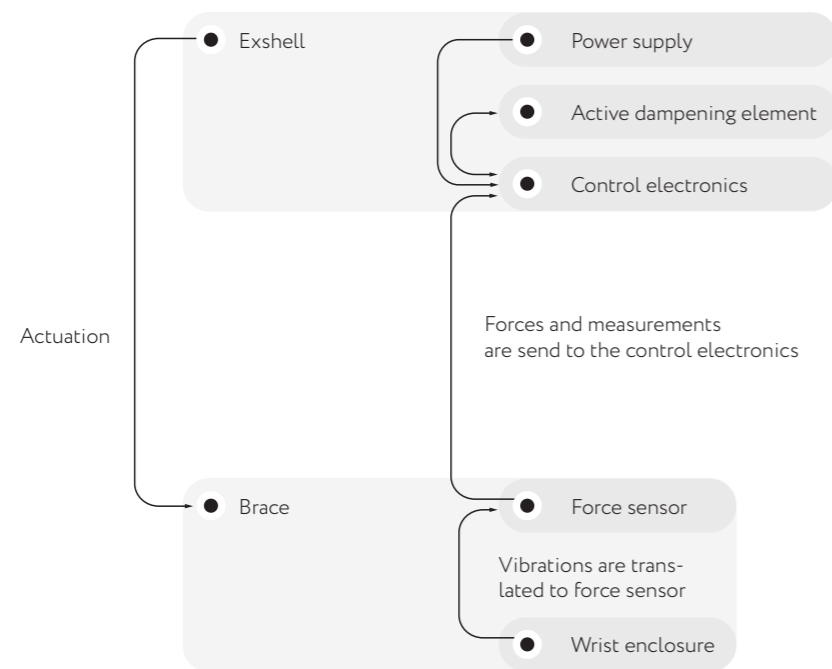 Exshell
Power supply
Active dampening element
Control electronics
Actuation
Forces and measurements
are send to the control electronics
Brace
Force sensor
Vibrations are trans-
lated to force sensor
Wrist enclosure